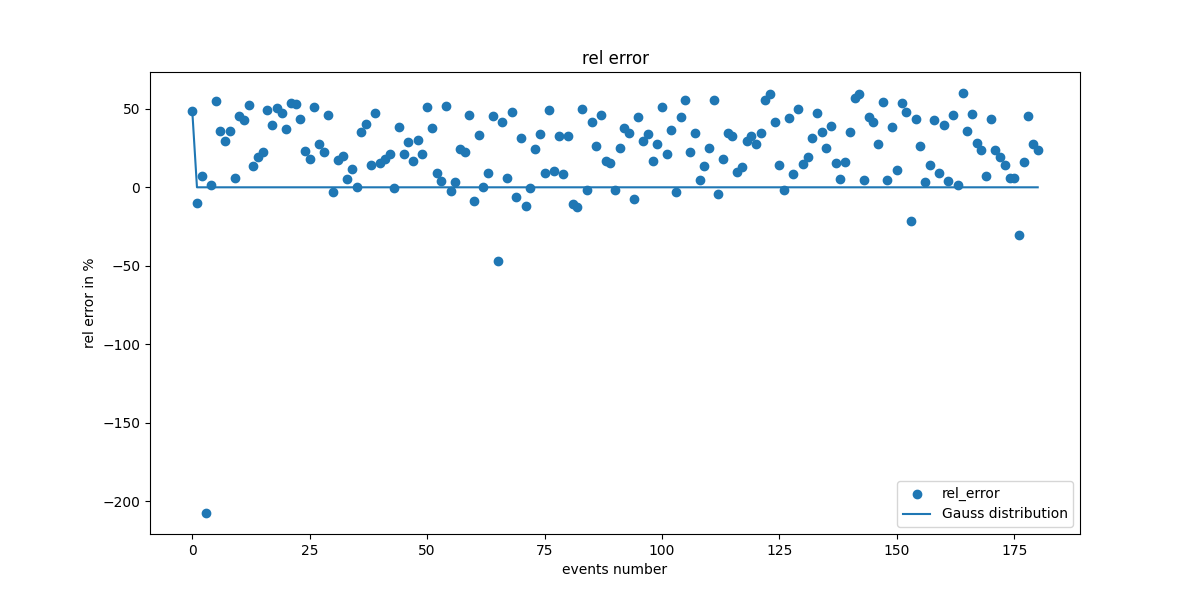 rel error
rel error in %
50
0
−50
−100
−150
−200
rel_error
Gauss distribution
0
25
50
75
100
125
150
175
events number